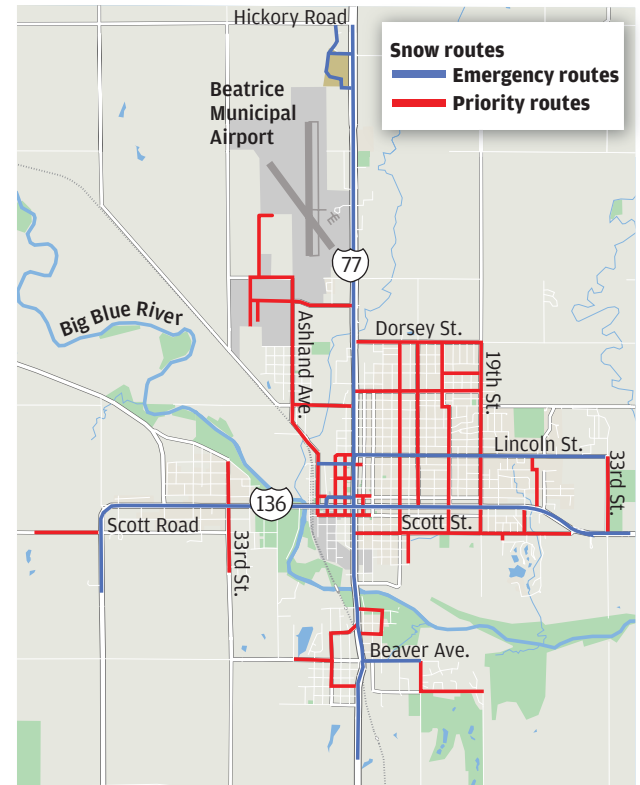 Hickory Road
Snow routes
Emergency routes
Priority routes
Beatrice
Municipal
Airport
77
Big Blue River
Ashland Ave.
Dorsey St.
19th St.
Lincoln St.
33rd St.
136
Scott Road
Scott St.
33rd St.
Beaver Ave.